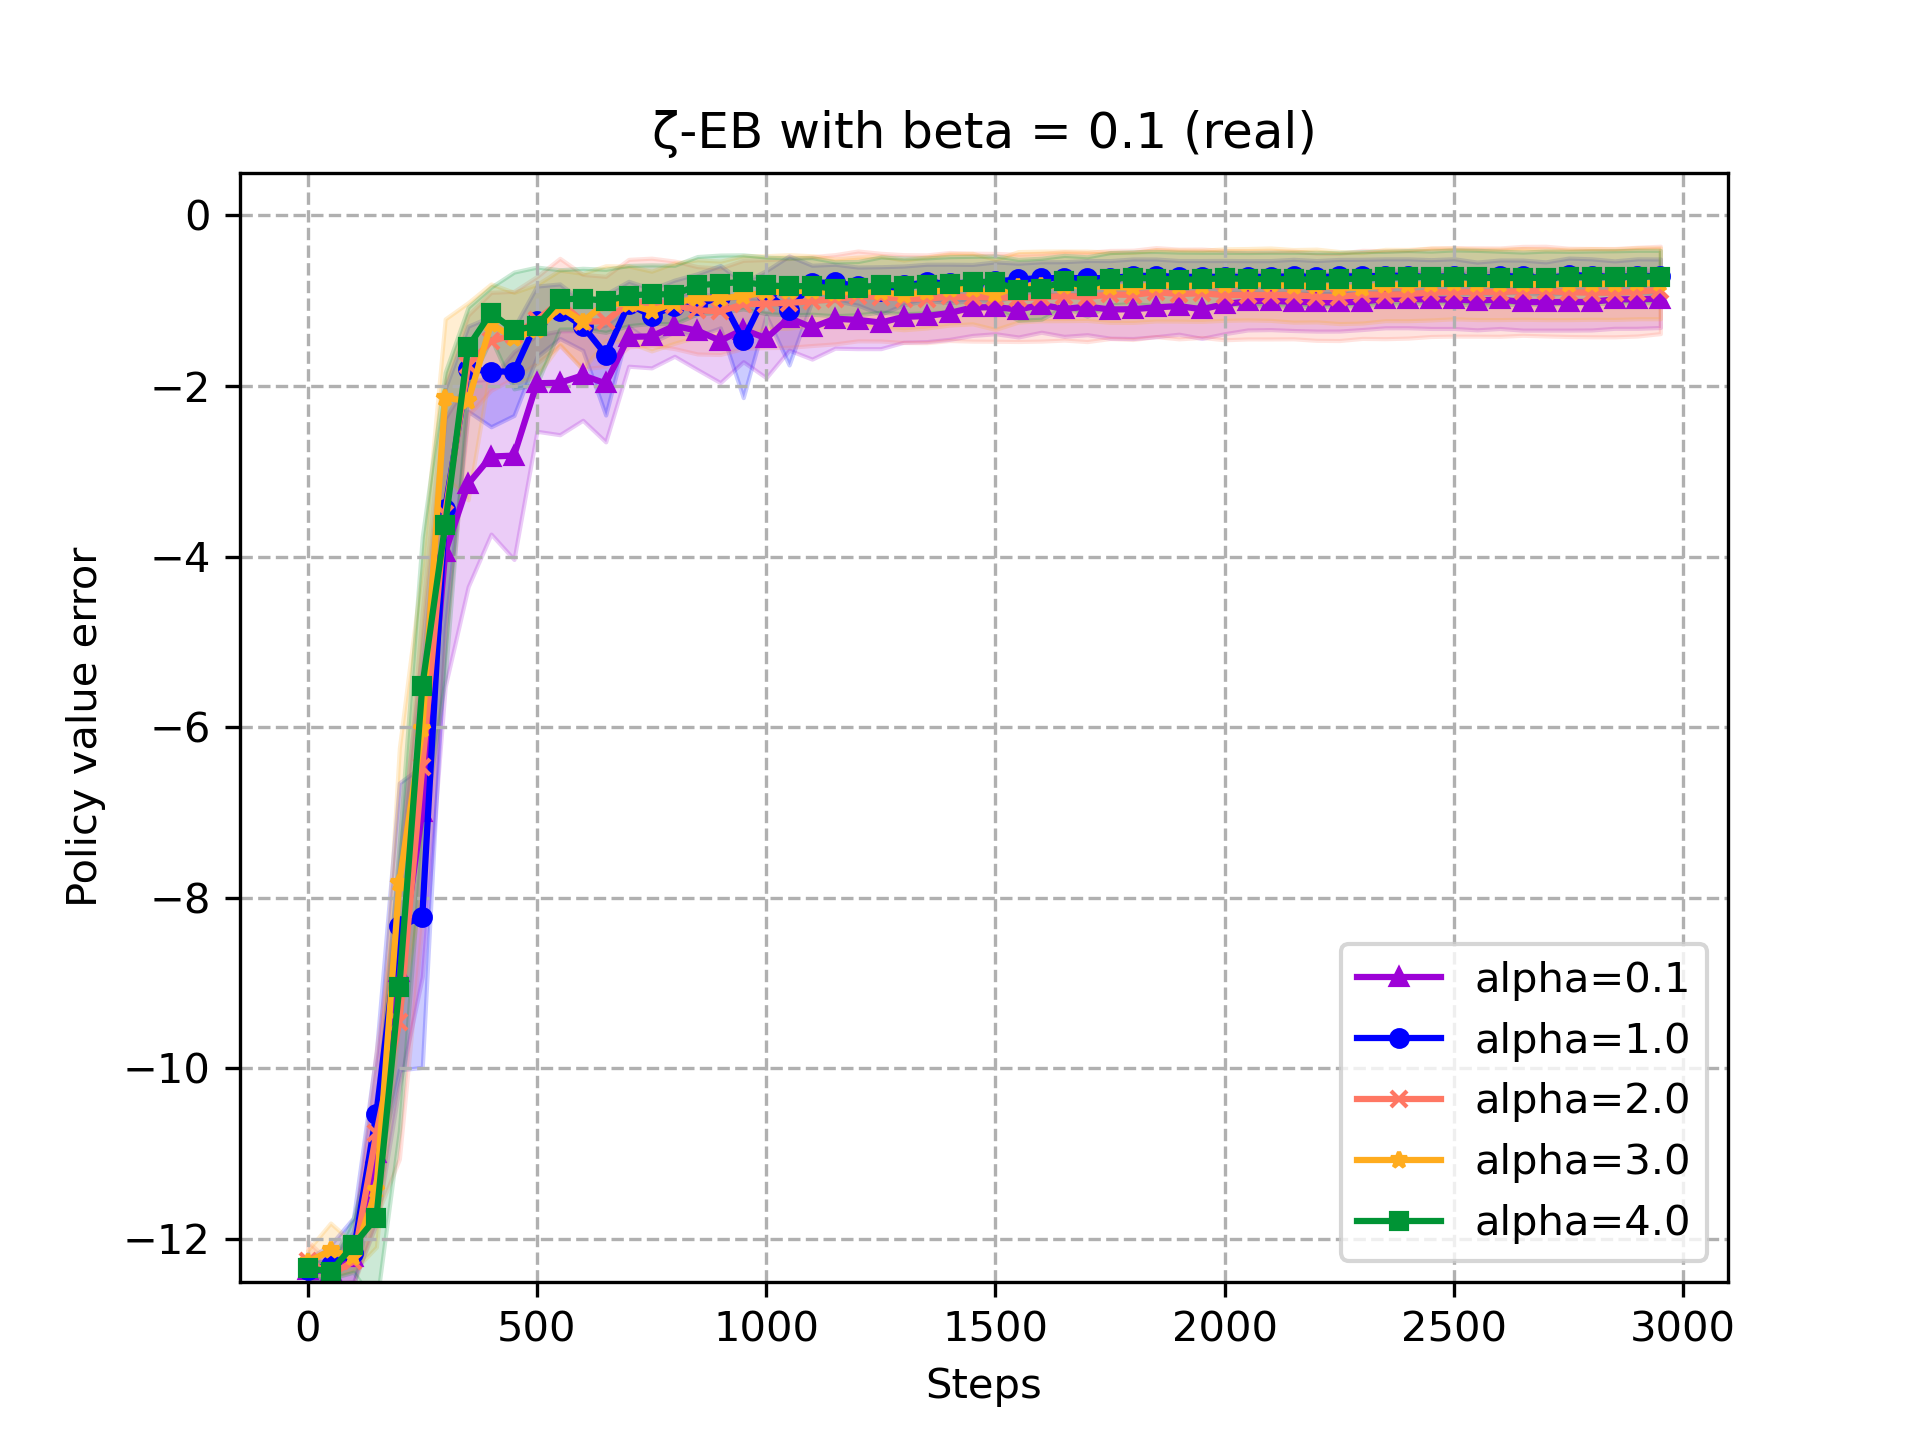 ζ-EB with beta = 0.1 (real)
Policy value error
0
−2
−4
−6
−8
−10
−12
0 500 1000 1500 2000 2500 3000
Steps
alpha=0.1
alpha=1.0
alpha=2.0
alpha=3.0
alpha=4.0